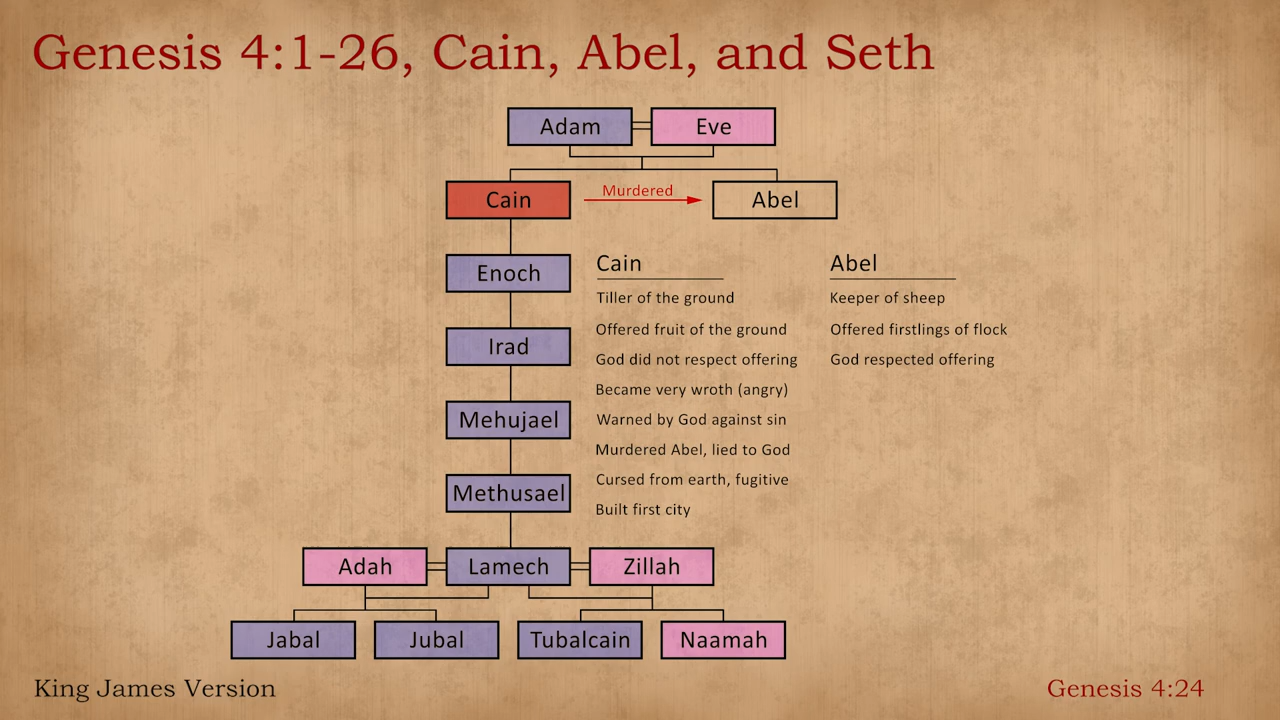 Genesis 4:1-26, Cain, Abel, and Seth
Adam
Eve
Cain
Murdered
Abel
Enoch
Irad
Mehujael
Methusael
Cain
Tiller of the ground
Offered fruit of the ground
God did not respect offering
Became very wroth (angry)
Warned by God against sin
Murdered Abel, lied to God
Cursed from earth, fugitive
Built first city
Abel
Keeper of sheep
Offered firstlings of flock
God respected offering
Adah
Lamech
Zillah
Jabal
Jubal
Tubalcain
Naamah
King James Version
Genesis 4:24